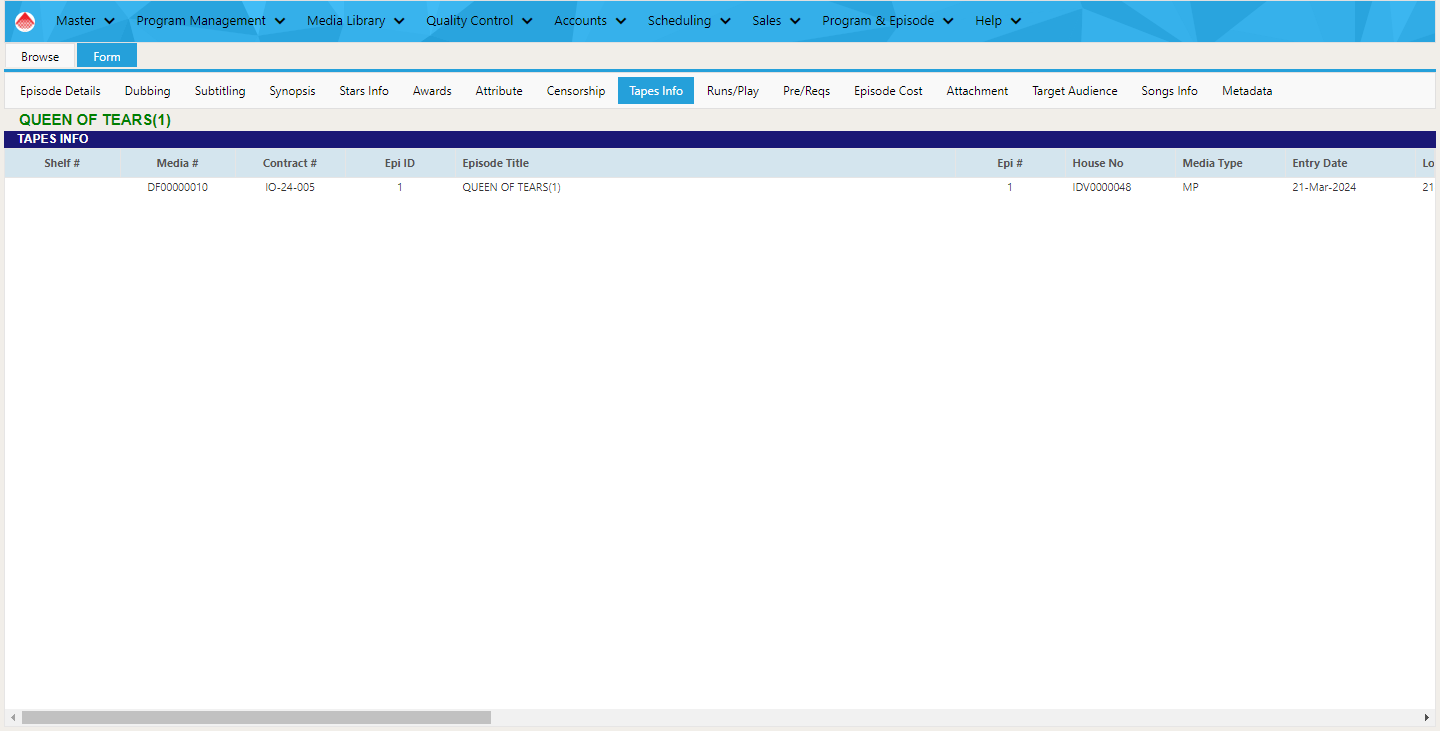 Master Program Management Media Library Quality Control Accounts Scheduling Sales Program & Episode Help
Browse Form
Episode Details Dubbing Subtitling Synopsis Stars Info Awards Attribute Censorship Tapes Info Runs/Play Pre/Reqs Episode Cost Attachment Target Audience Songs Info Metadata
QUEEN OF TEARS(1)
TAPES INFO
Shelf # Media # Contract # Epi ID Episode Title Epi # House No Media Type Entry Date Lo
DF00000010 IO-24-005 1 QUEEN OF TEARS(1) 1 IDV0000048 MP 21-Mar-2024 21